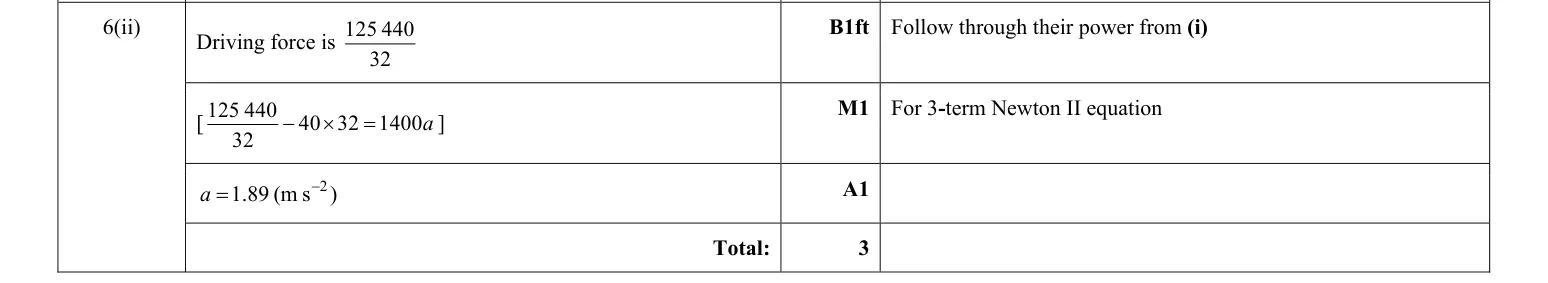 6(ii) Driving force is 125 440 / 32 B1ft Follow through their power from (i)
[125 440 / 32 − 40 × 32 = 1400a] M1 For 3-term Newton II equation
a = 1.89 (m s⁻²) A1
Total: 3